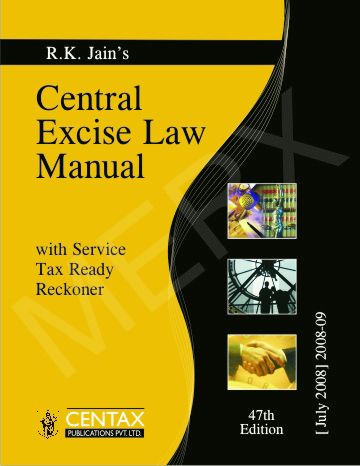 R.K. Jain's
Central
Excise Law
Manual
with Service
Tax Ready
Reckoner
MERX
[July 2008] 2008-09
47th
Edition
CENTAX
PUBLICATIONS PVT. LTD.